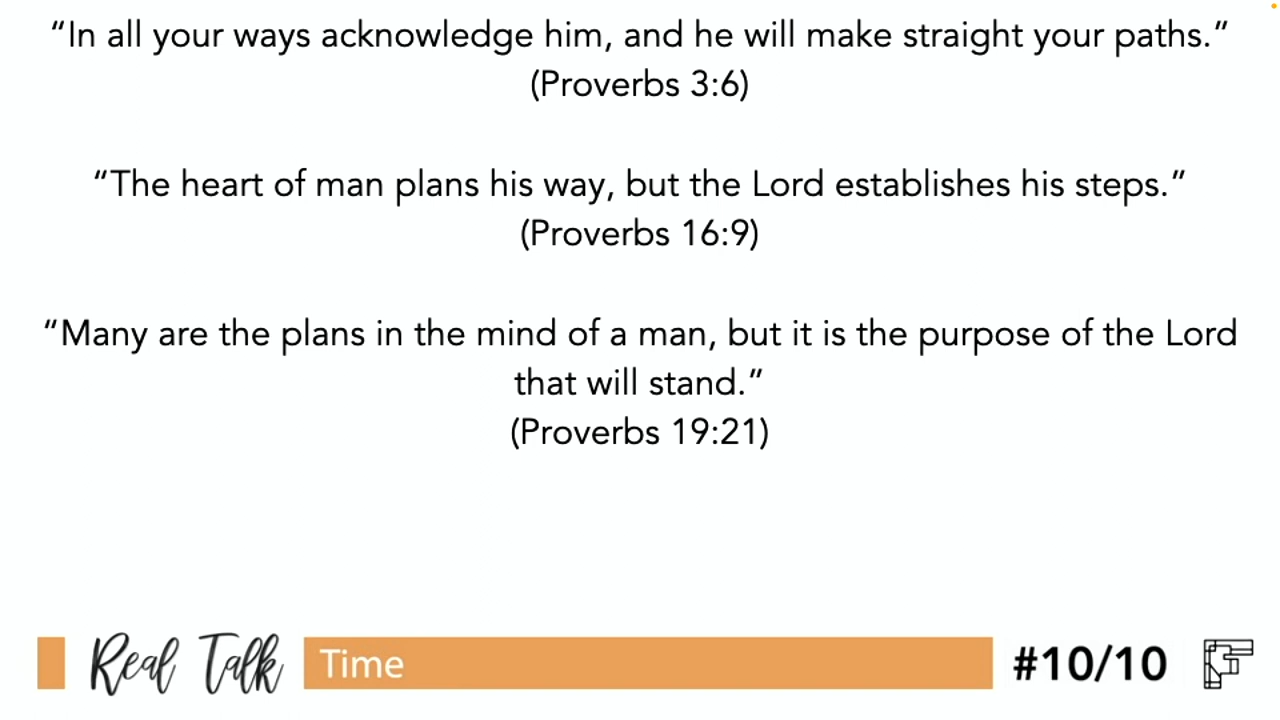 “In all your ways acknowledge him, and he will make straight your paths.”
(Proverbs 3:6)
“The heart of man plans his way, but the Lord establishes his steps.”
(Proverbs 16:9)
“Many are the plans in the mind of a man, but it is the purpose of the Lord
that will stand.”
(Proverbs 19:21)
Real Talk Time #10/10